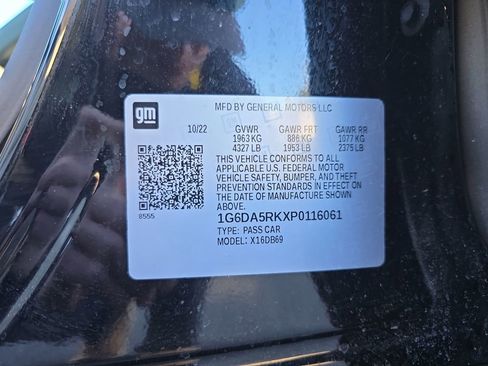 gm
MFD BY GENERAL MOTORS LLC
10/22 GVWR GAWR FRT GAWR RR
1963 KG 886 KG 1077 KG
4327 LB 1953 LB 2375 LB
THIS VEHICLE CONFORMS TO ALL
APPLICABLE U.S. FEDERAL MOTOR
VEHICLE SAFETY, BUMPER, AND THEFT
PREVENTION STANDARDS IN EFFECT ON THE
DATE OF MANUFACTURE SHOWN
ABOVE.
8555 1G6DA5RKXP0116061
TYPE: PASS CAR
MODEL: X16DB69